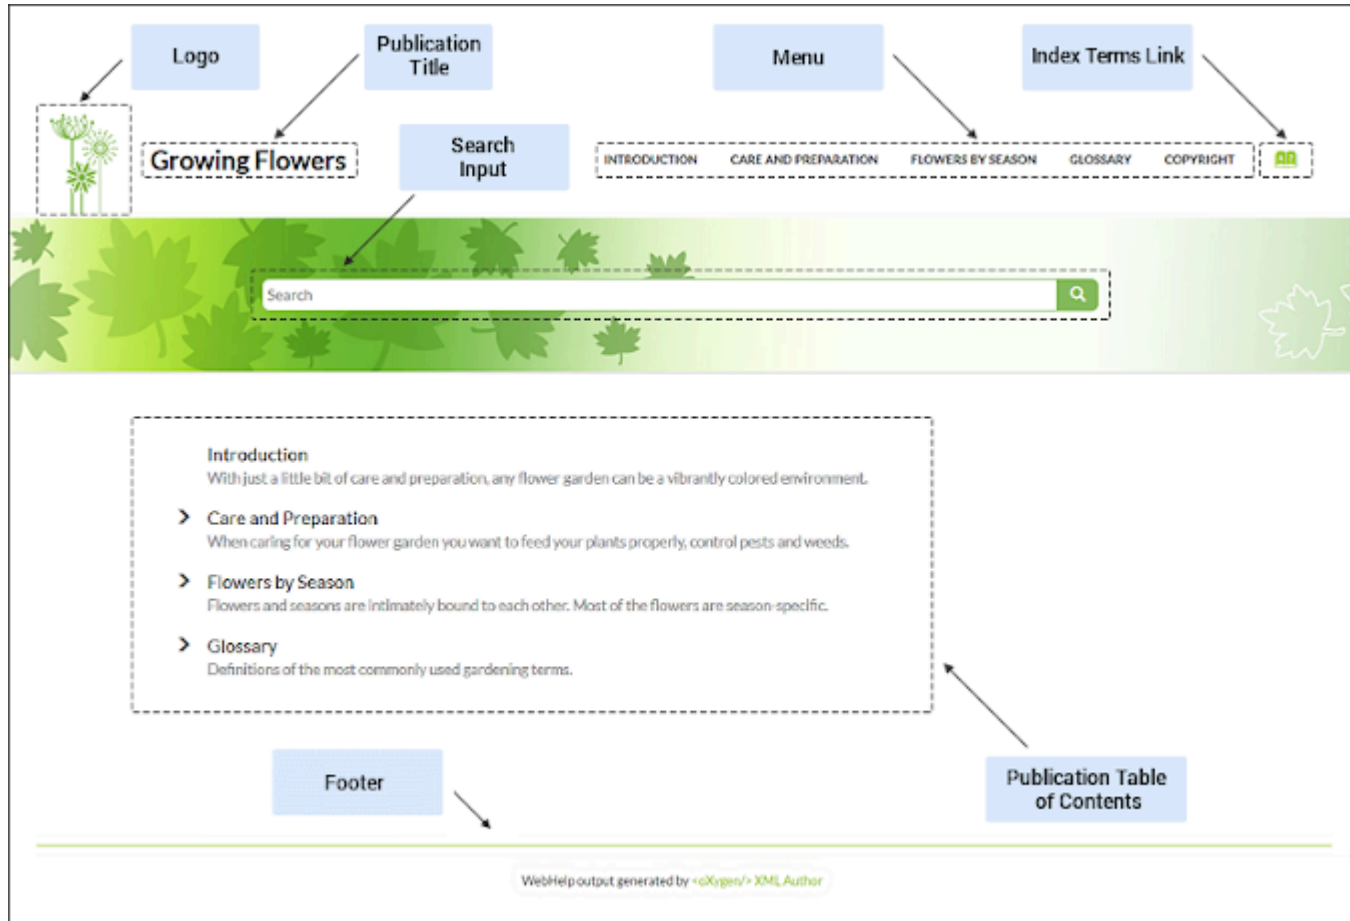 Logo
Publication
Title
Menu
Index Terms Link
Growing Flowers
Search
Input
INTRODUCTION CARE AND PREPARATION FLOWERS BY SEASON GLOSSARY COPYRIGHT
Search
Introduction
With just a little bit of care and preparation, any flower garden can be a vibrantly colored environment.
Care and Preparation
When caring for your flower garden you want to feed your plants properly, control pests and weeds.
Flowers by Season
Flowers and seasons are intimately bound to each other. Most of the flowers are season-specific.
Glossary
Definitions of the most commonly used gardening terms.
Footer
Publication Table
of Contents
WebHelp output generated by <oXygen/> XML Author